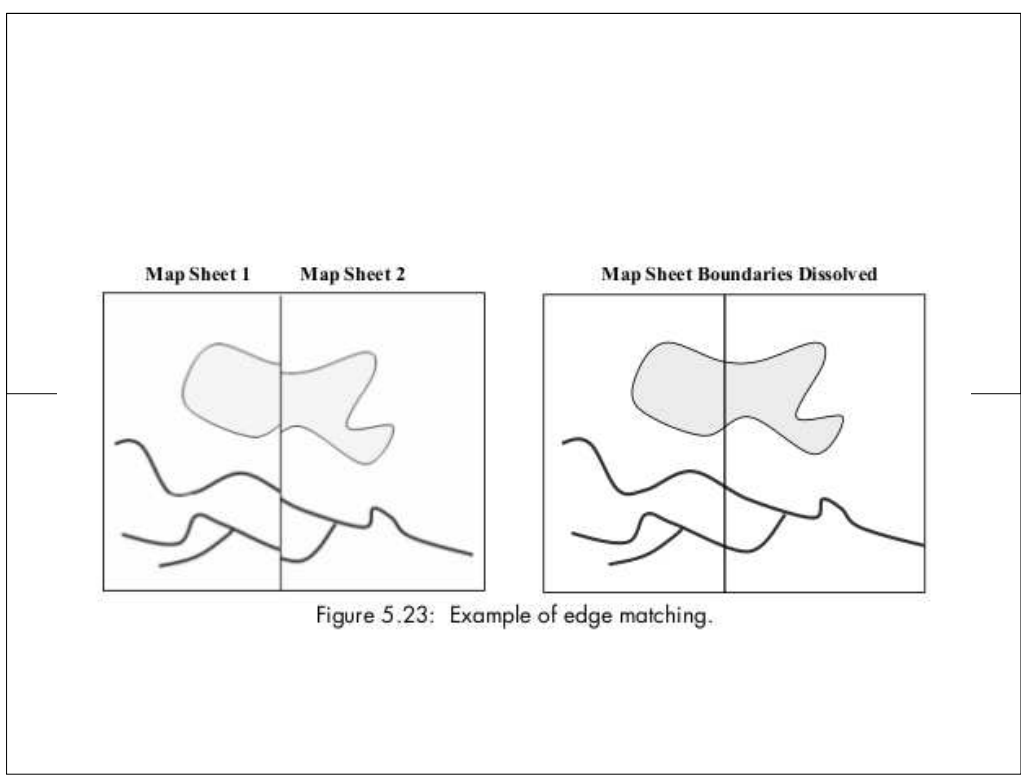 Map Sheet 1
Map Sheet 2
Map Sheet Boundaries Dissolved
Figure 5.23: Example of edge matching.